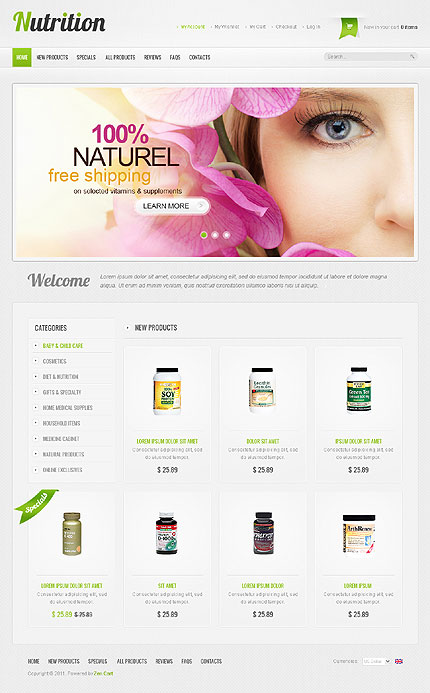 Nutrition
My Account My Wishlist My Cart Checkout Log In
Now in your cart 0 items
HOME NEW PRODUCTS SPECIALS ALL PRODUCTS REVIEWS FAQS CONTACTS
Search...
100%
NATUREL
free shipping
on selected vitamins & supplements
LEARN MORE
Welcome
Lorem ipsum dolor sit amet, consectetur adipisicing elit, sed do eiusmod tempor incididunt ut labore et dolore magna
aliqua. Ut enim ad minim veniam, quis nostrud exercitation ullamco laboris nisi ut aliquip.
CATEGORIES
BABY & CHILD CARE
COSMETICS
DIET & NUTRITION
GIFTS & SPECIALTY
HOME MEDICAL SUPPLIES
HOUSEHOLD ITEMS
MEDICINE CABINET
NATURAL PRODUCTS
ONLINE EXCLUSIVES
NEW PRODUCTS
SOY
Green Tea
LOREM IPSUM DOLOR SIT AMET
Consectetur adipisicing elit, sed
do eiusmod tempor.
$ 25.89
DOLOR SIT AMET
Consectetur adipisicing elit, sed
do eiusmod tempor.
$ 25.89
IPSUM DOLOR SIT AMET
Consectetur adipisicing elit, sed
do eiusmod tempor.
$ 25.89
Specials
LOREM IPSUM DOLOR SIT AMET
Consectetur adipisicing elit, sed
do eiusmod tempor.
$ 25.89 $ 25.89
SIT AMET
Consectetur adipisicing elit, sed
do eiusmod tempor.
$ 25.89
LOREM IPSUM DOLOR
Consectetur adipisicing elit, sed
do eiusmod tempor.
$ 25.89
LOREM IPSUM
Consectetur adipisicing elit, sed
do eiusmod tempor.
$ 25.89
HOME NEW PRODUCTS SPECIALS ALL PRODUCTS REVIEWS FAQS CONTACTS
Currencies:
Copyright © 2011. Powered by Zen Cart